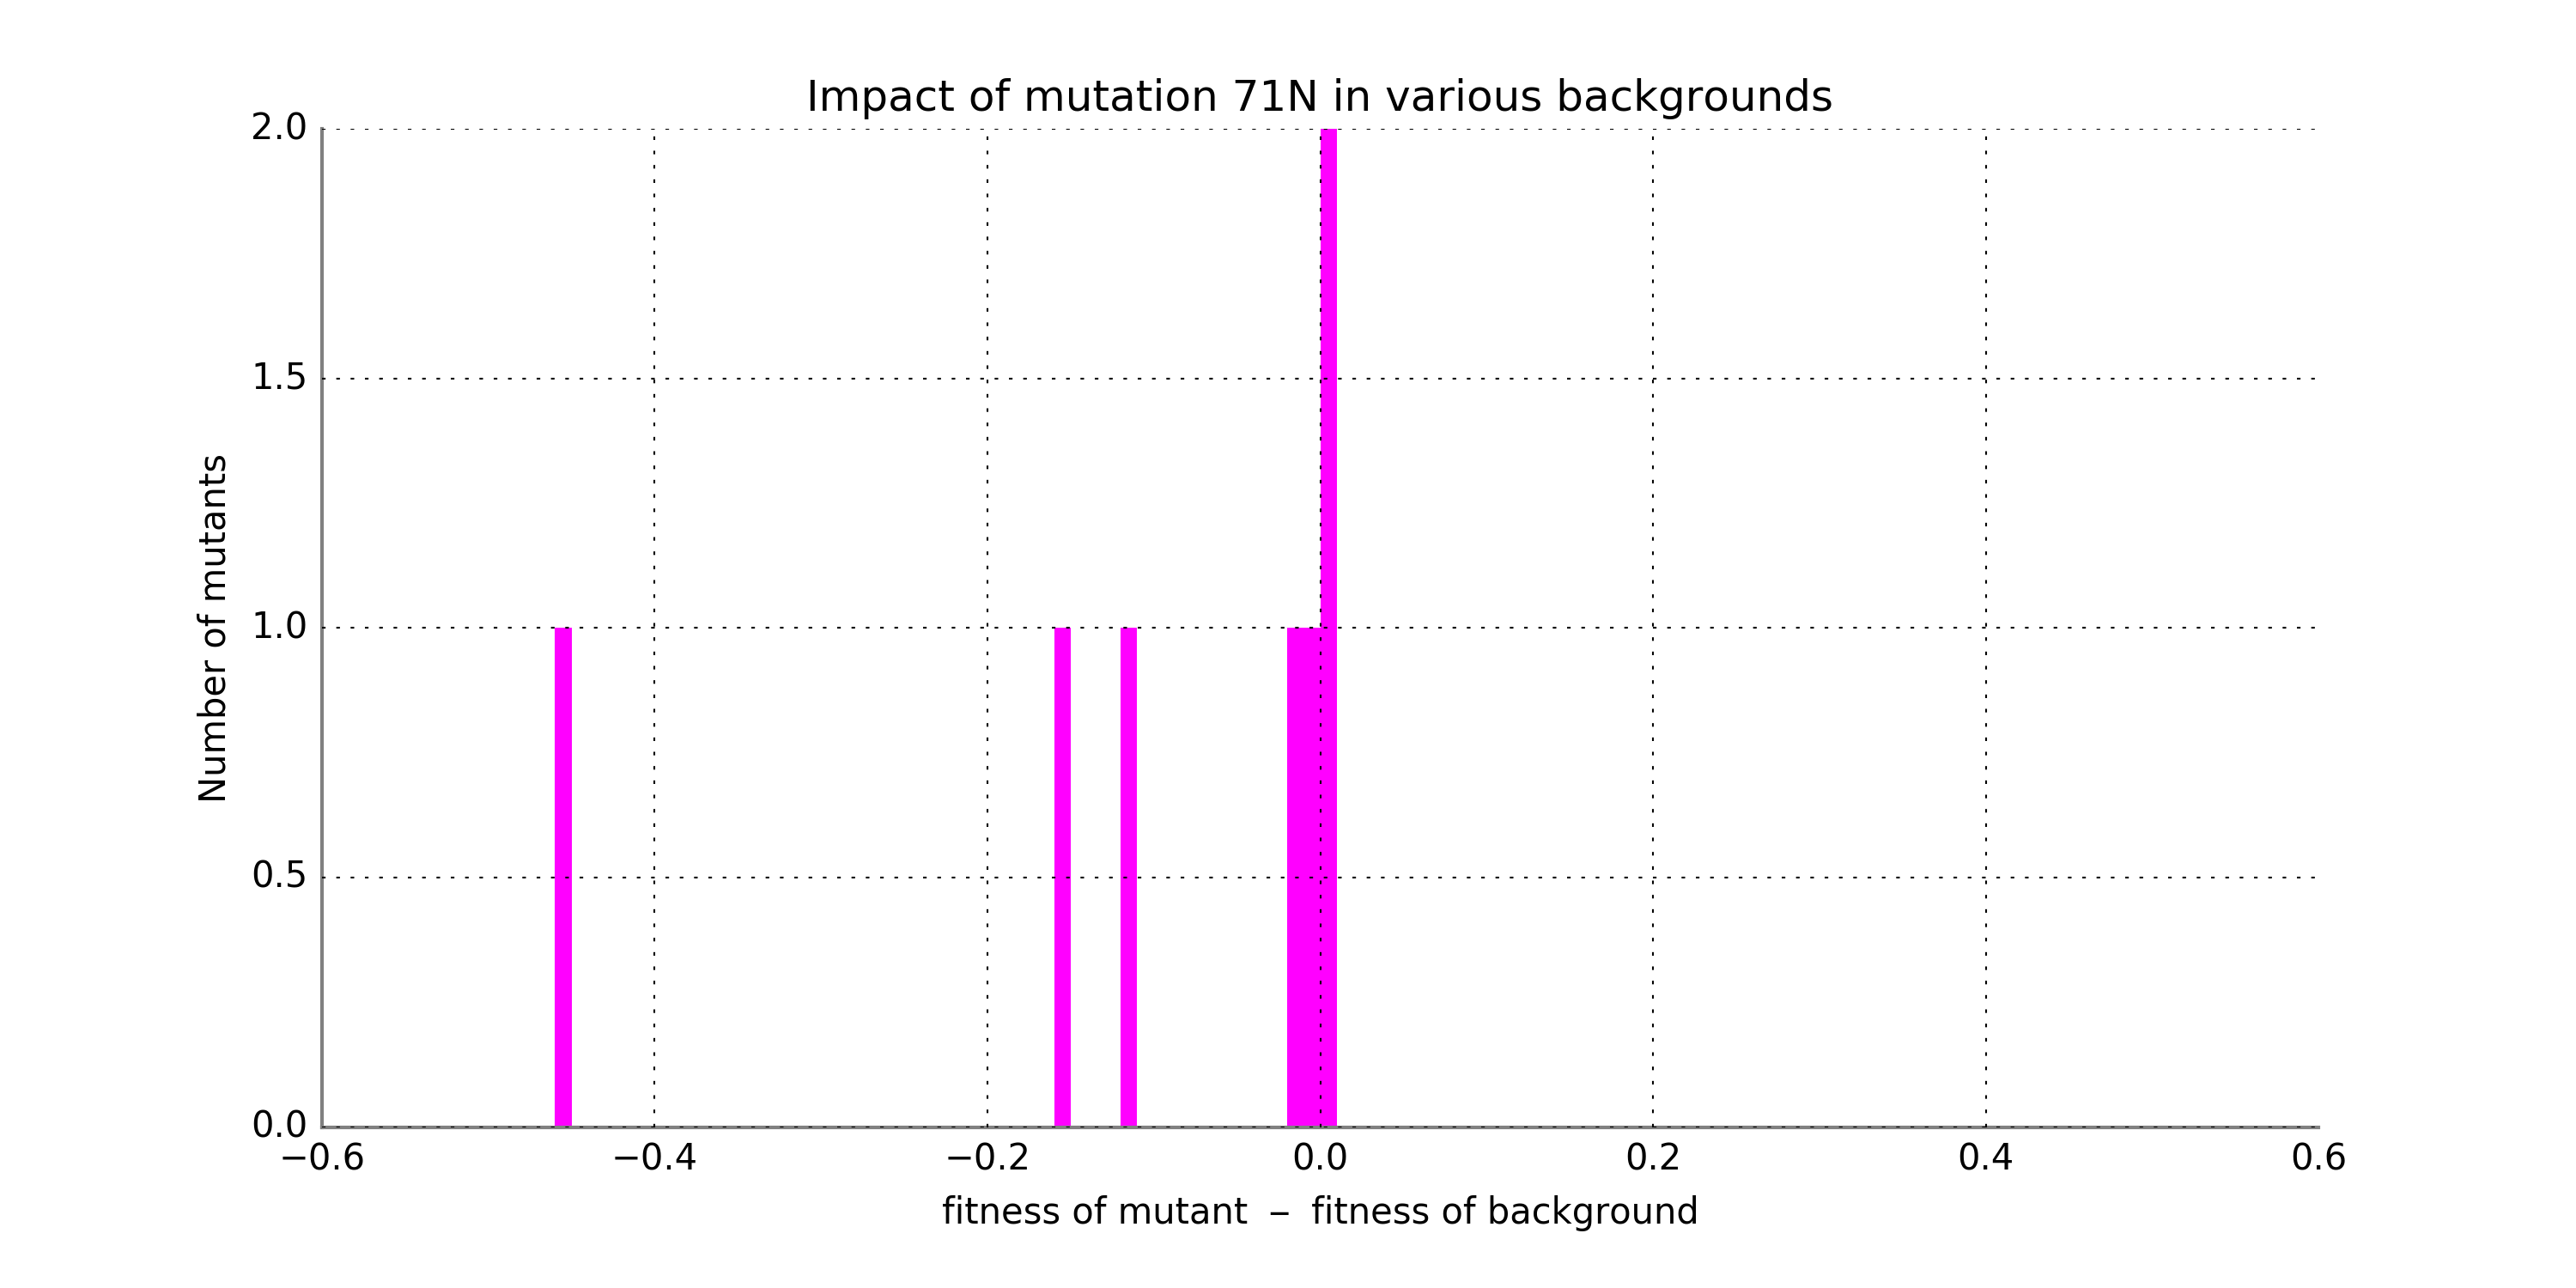 Impact of mutation 71N in various backgrounds
2.0
1.5
1.0
0.5
0.0
Number of mutants
−0.6 −0.4 −0.2 0.0 0.2 0.4 0.6
fitness of mutant − fitness of background